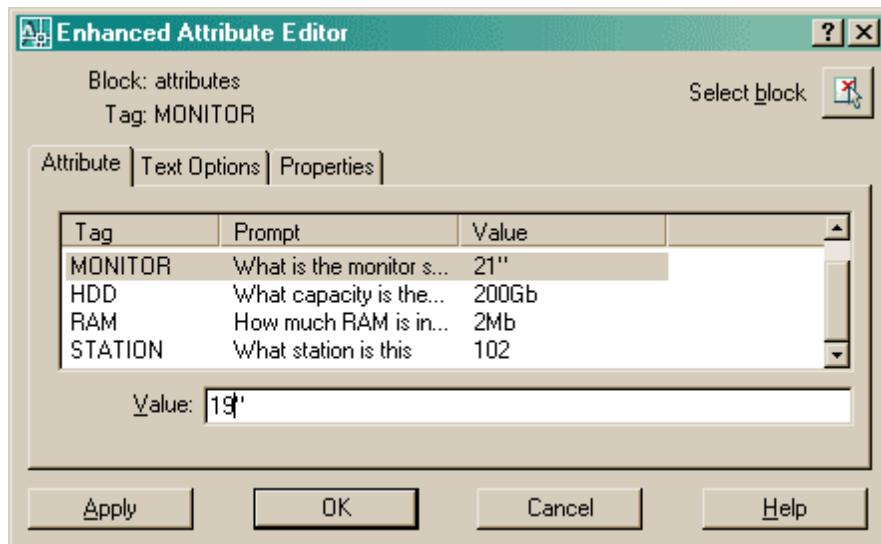 Enhanced Attribute Editor
Block: attributes
Select block
Tag: MONITOR
Attribute Text Options Properties
Tag Prompt Value
MONITOR What is the monitor s... 21"
HDD What capacity is the... 200Gb
RAM How much RAM is in... 2Mb
STATION What station is this 102
Value: 19"
Apply OK Cancel Help